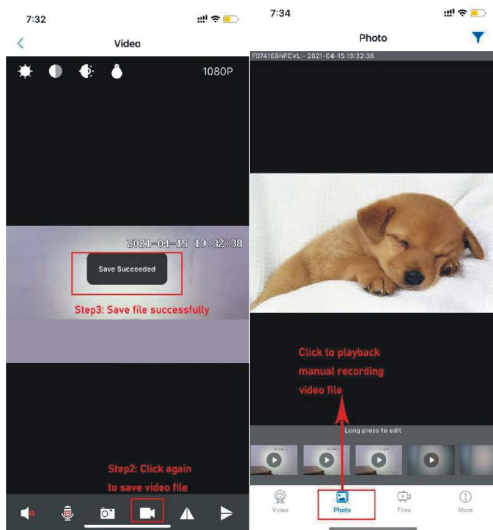 7:32
Video
1080P
2021-04-15 19:32:38
Save Succeeded
Step3: Save file successfully
Step2: Click again
to save video file
7:34
Photo
F074168NFCVL - 2021-04-15 19:32:38
Click to playback
manual recording
video file
Long press to edit
Video
Photo
Files
More